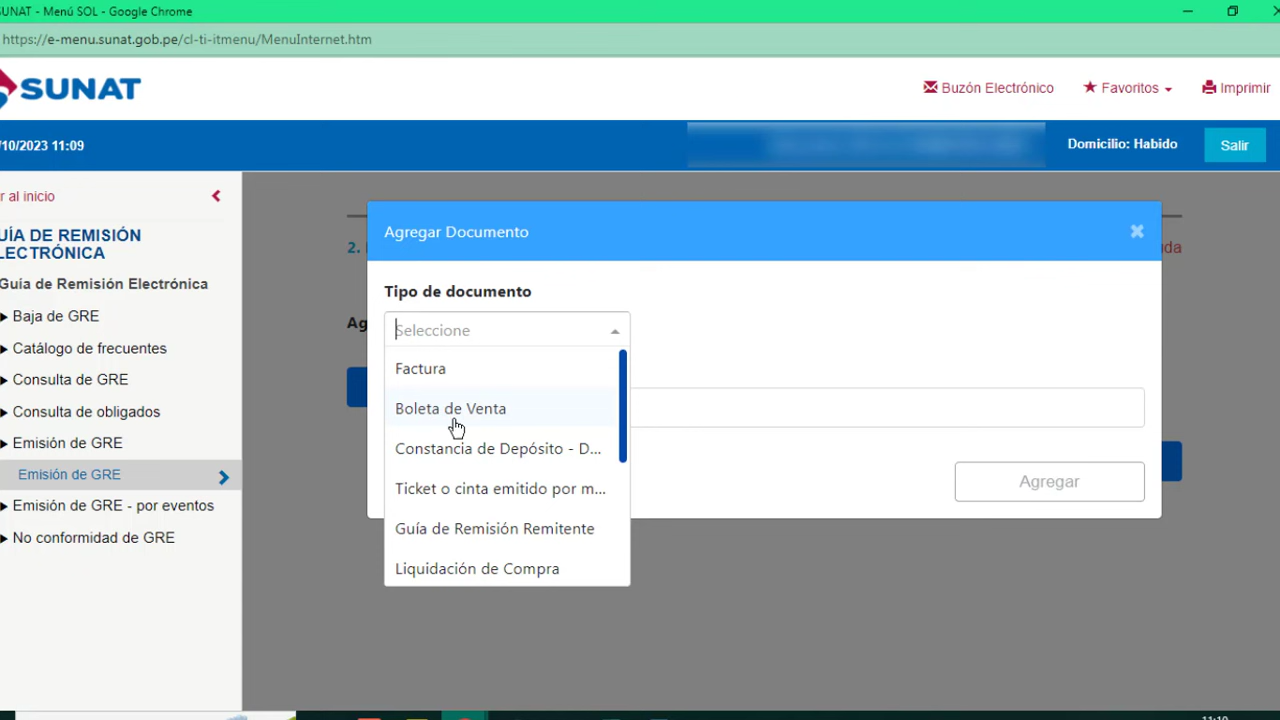 SUNAT - Menú SOL - Google Chrome
https://e-menu.sunat.gob.pe/cl-ti-itmenu/MenuInternet.htm
SUNAT
Buzón Electrónico
Favoritos
Imprimir
/10/2023 11:09
Domicilio: Habido
Salir
r al inicio
UÍA DE REMISIÓN
LECTRÓNICA
Guía de Remisión Electrónica
Baja de GRE
Catálogo de frecuentes
Consulta de GRE
Consulta de obligados
Emisión de GRE
Emisión de GRE
Emisión de GRE - por eventos
No conformidad de GRE
Agregar Documento
2.
uda
Tipo de documento
Ag
Seleccione
Factura
Boleta de Venta
Constancia de Depósito - D...
Ticket o cinta emitido por m...
Guía de Remisión Remitente
Liquidación de Compra
Agregar